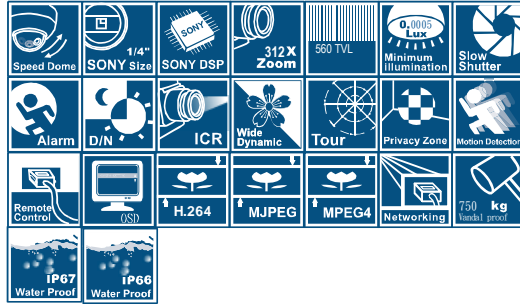 Speed Dome
1/4"
SONY Size
SONY DSP
312X
Zoom
560 TVL
0.0005
Lux
Minimum
illumination
Slow
Shutter
Alarm
D/N
ICR
Wide
Dynamic
Tour
Privacy Zone
Motion Detection
Remote
Control
OSD
H.264
MJPEG
MPEG4
Networking
750 kg
Vandal proof
IP67
Water Proof
IP66
Water Proof